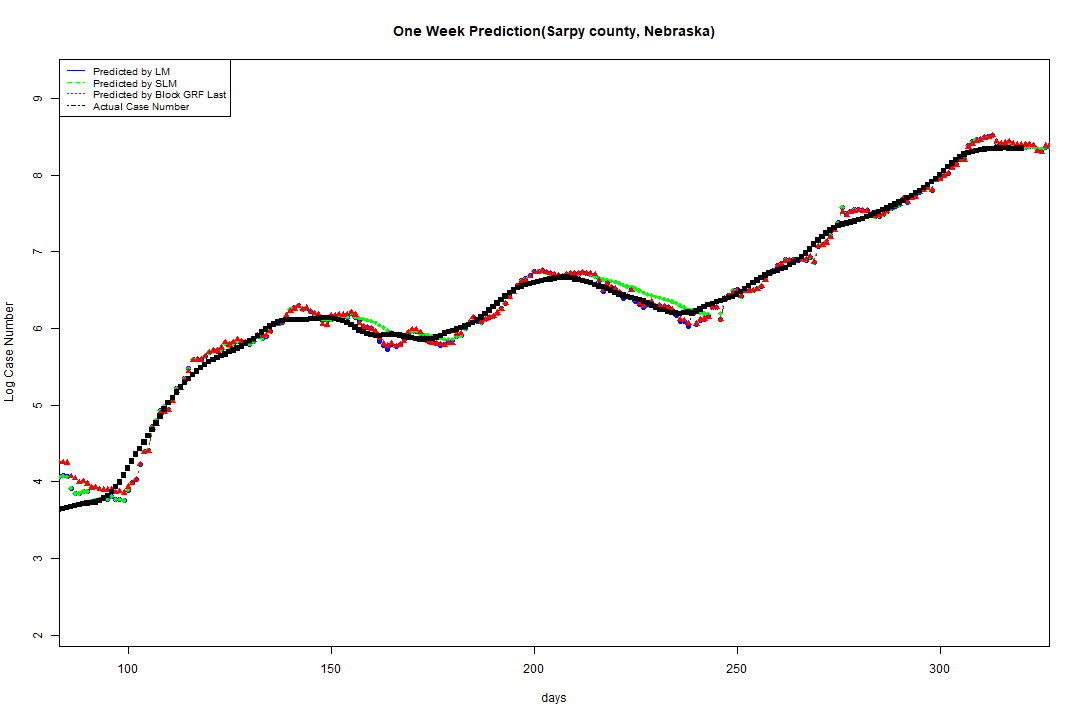 One Week Prediction(Sarpy county, Nebraska)
Predicted by LM
Predicted by SLM
Predicted by Block GRF Last
Actual Case Number
9
8
7
6
5
4
3
2
Log Case Number
100 150 200 250 300
days